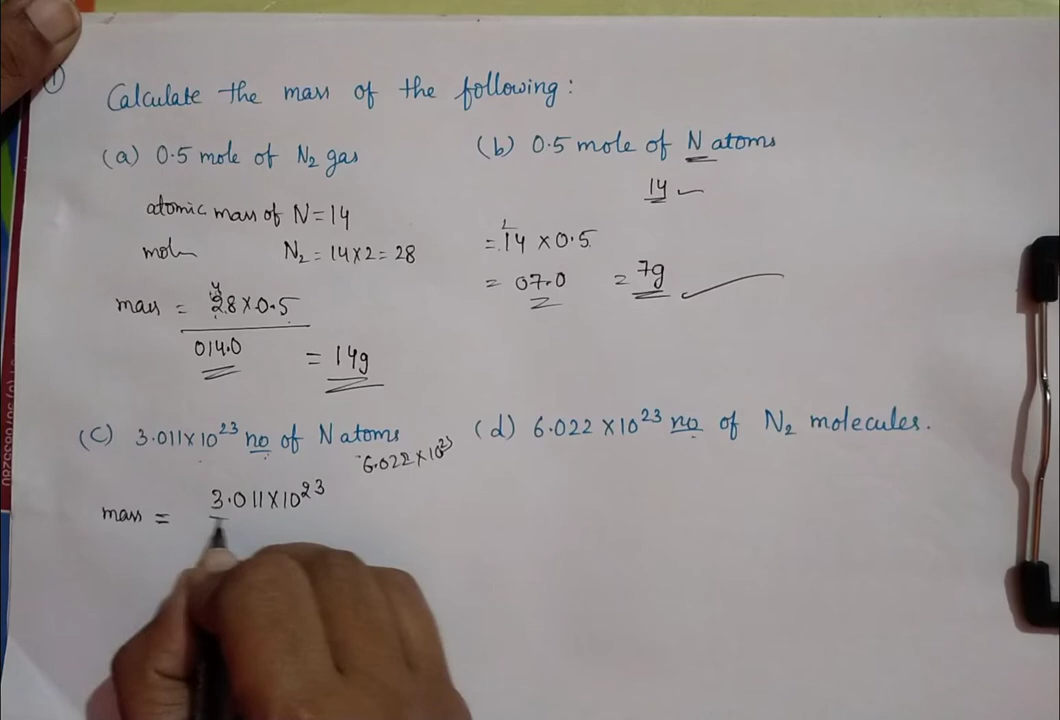 ① Calculate the mass of the following:
(a) 0.5 mole of N₂ gas
atomic mass of N = 14
N₂ = 14 × 2 = 28
mass = 28 × 0.5
014.0 = 14g
(b) 0.5 mole of N atoms
14
= 14 × 0.5
= 07.0 = 7g
(c) 3.011 × 10²³ no of N atoms
6.022 × 10²³
mass = 3.011 × 10²³
(d) 6.022 × 10²³ no of N₂ molecules.